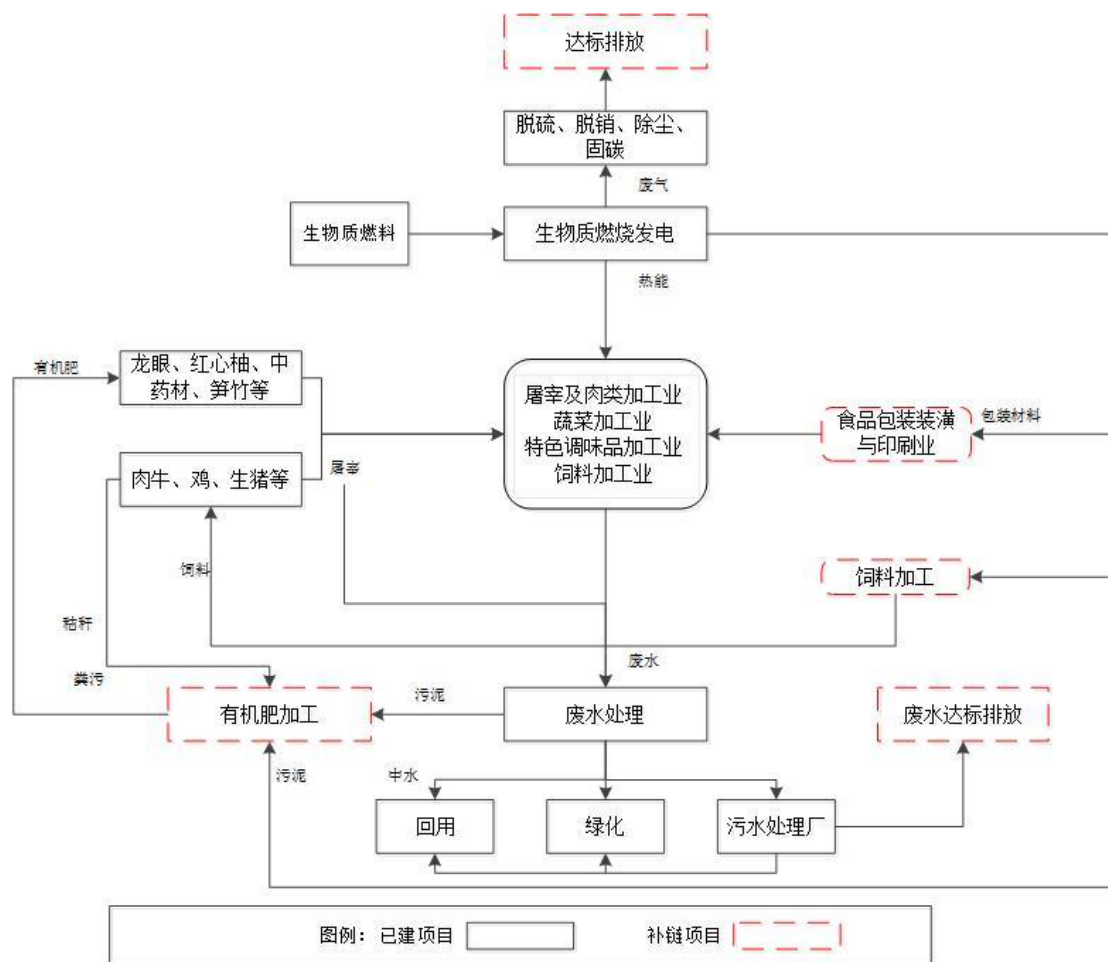 达标排放
脱硫、脱销、除尘、
固碳
废气
生物质燃料
生物质燃烧发电
热能
有机肥
龙眼、红心柚、中
药材、笋竹等
屠宰及肉类加工业
蔬菜加工业
特色调味品加工业
饲料加工业
食品包装装潢
与印刷业
包装材料
肉牛、鸡、生猪等
屠宰
饲料
饲料加工
秸秆
粪污
废水
有机肥加工
污泥
废水处理
废水达标排放
污泥
中水
回用
绿化
污水处理厂
图例：已建项目
补链项目